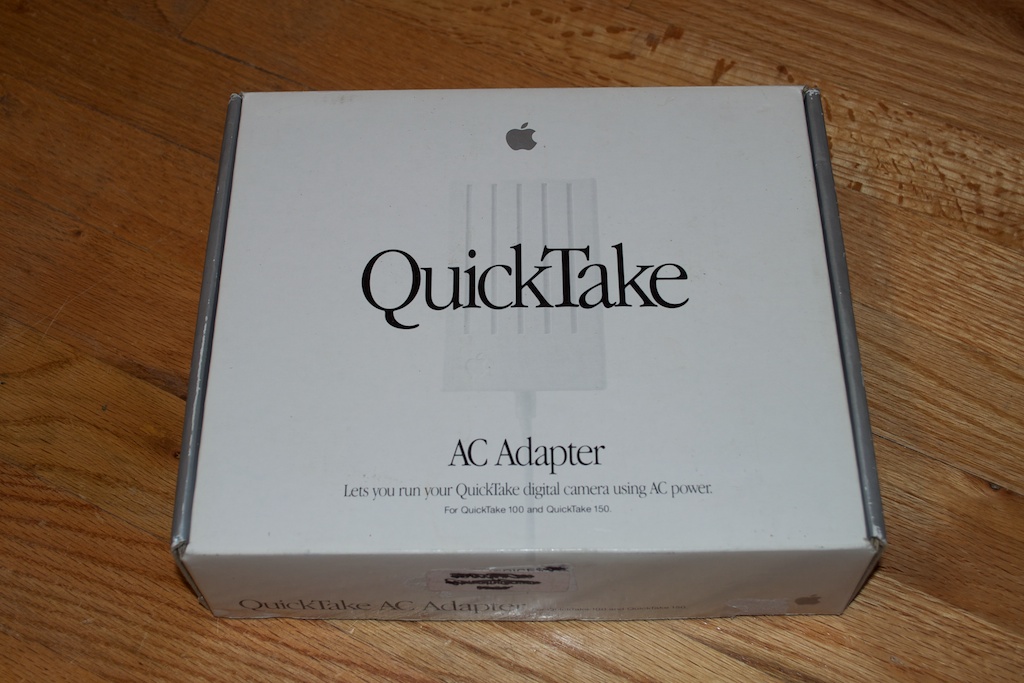 QuickTake
AC Adapter
Lets you run your QuickTake digital camera using AC power.
For QuickTake 100 and QuickTake 150.
QuickTake AC Adapter